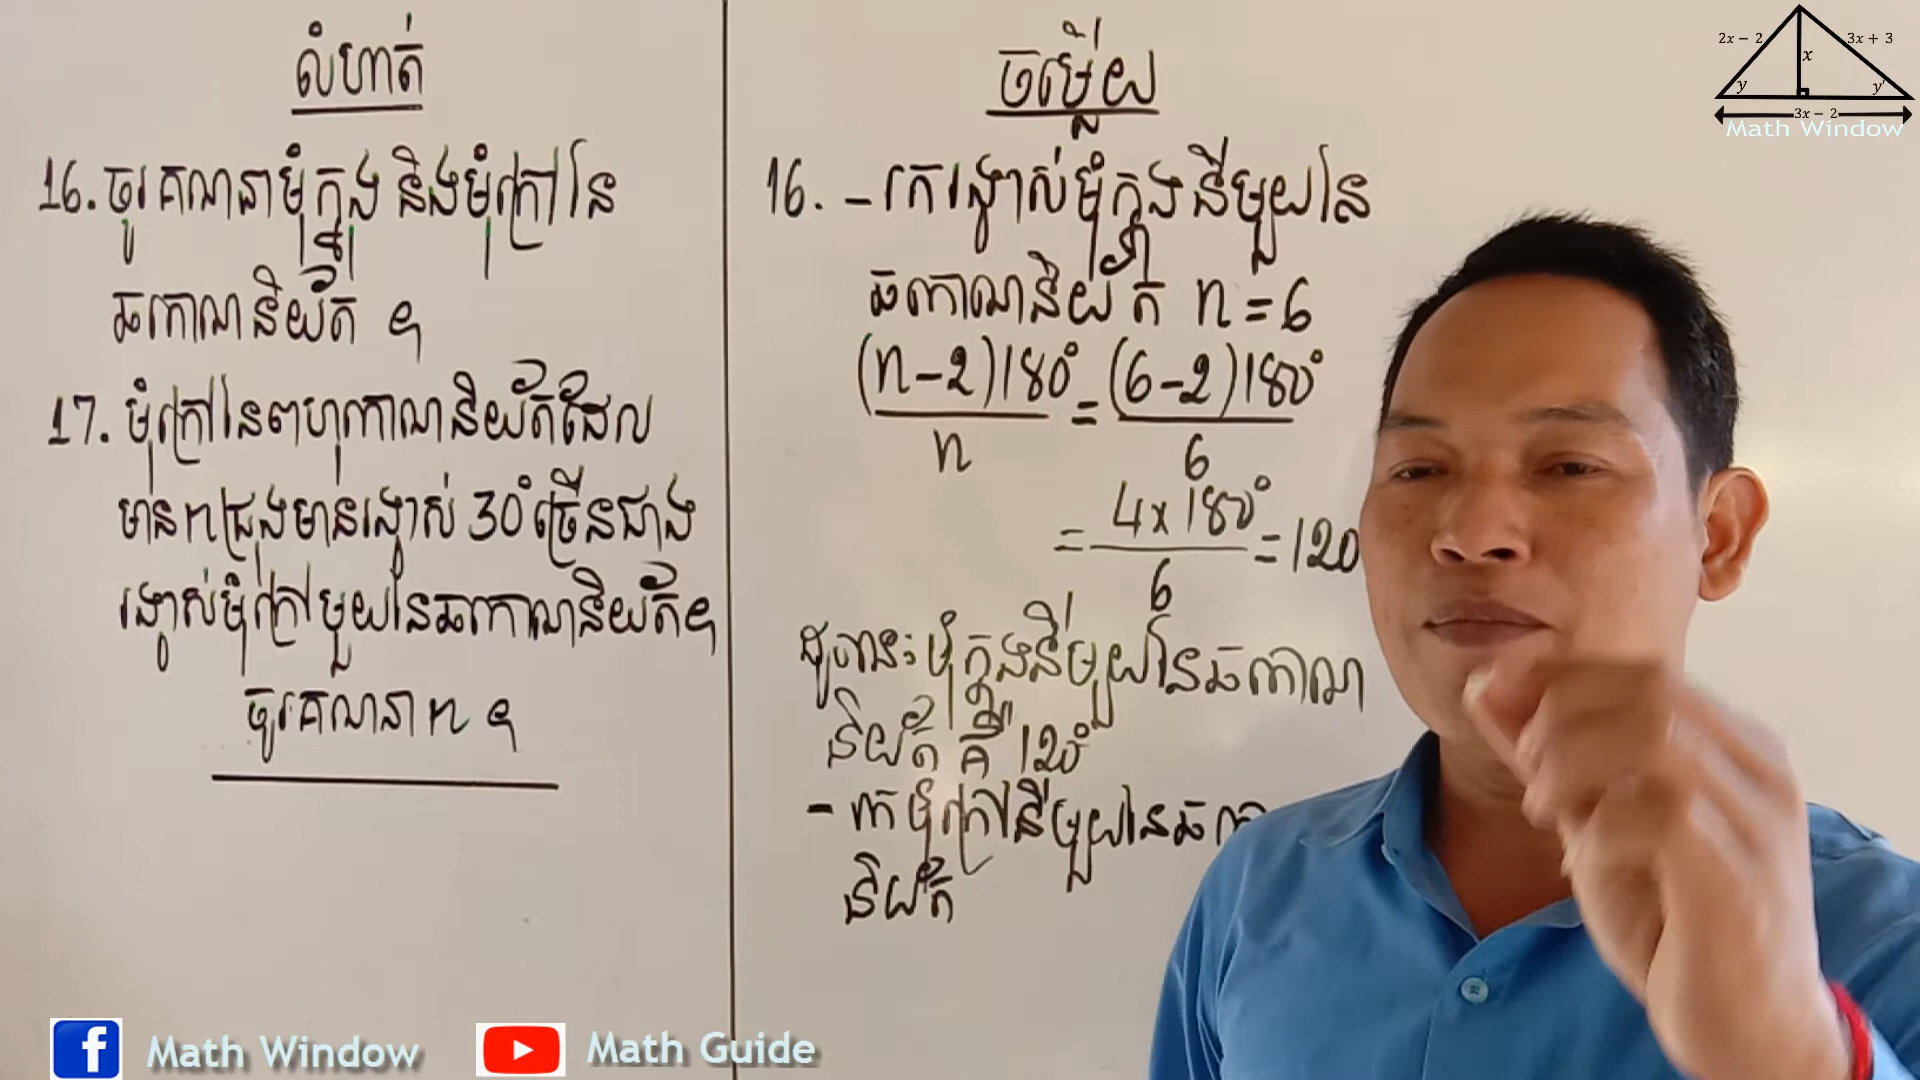 លំហាត់
16. ចូរគណនាមុំក្នុង និងមុំក្រៅនៃ
ឆកោណនិយ័ត ។
17. មុំក្រៅនៃពហុកោណនិយ័តដែល
មានnជ្រុងមានរង្វាស់ 30° ច្រើនជាង
រង្វាស់មុំក្រៅមួយនៃឆកោណនិយ័ត។
ចូរគណនា n ។
ចម្លើយ
16. - រករង្វាស់មុំក្នុងនីមួយនៃ
ឆកោណនិយ័ត n = 6
(n-2)180° = (6-2)180°
n 6
= 4x180° = 120
6
ដូចនេះ មុំក្នុងនីមួយនៃឆកោណ
និយ័ត គឺ 120°
- រកមុំក្រៅនីមួយនៃឆកោ
និយ័ត
2x − 2
3x + 3
x
y
y'
3x − 2
Math Window
Math Window
Math Guide